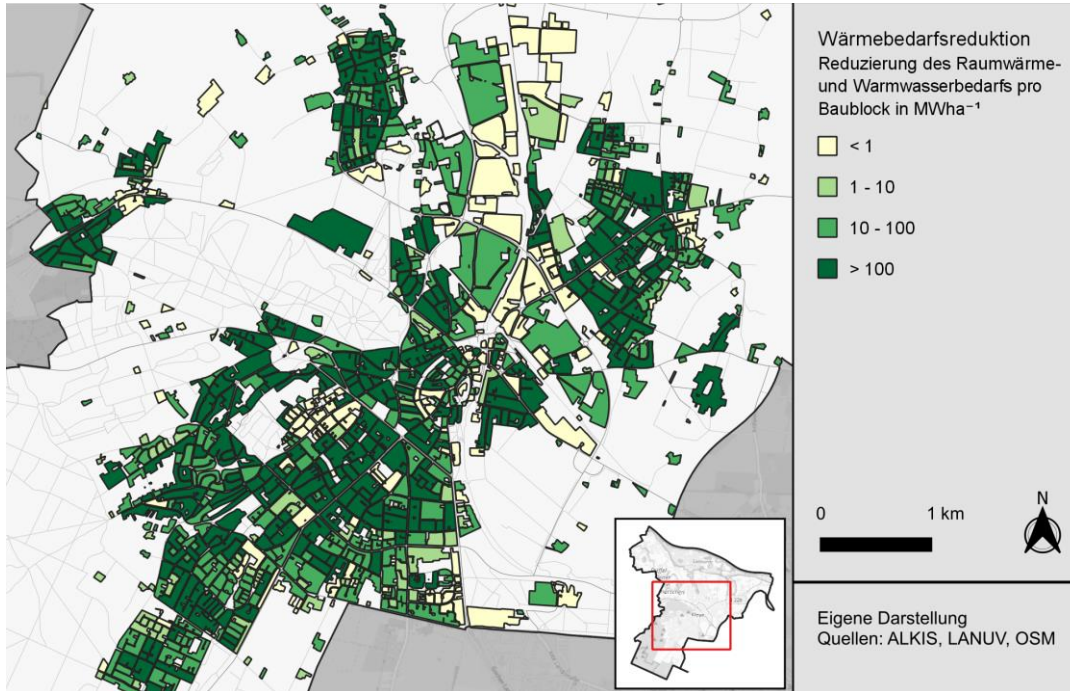 Wärmebedarfsreduktion
Reduzierung des Raumwärme-
und Warmwasserbedarfs pro
Baublock in MWha⁻¹
< 1
1 - 10
10 - 100
> 100
0 1 km
N
Eigene Darstellung
Quellen: ALKIS, LANUV, OSM